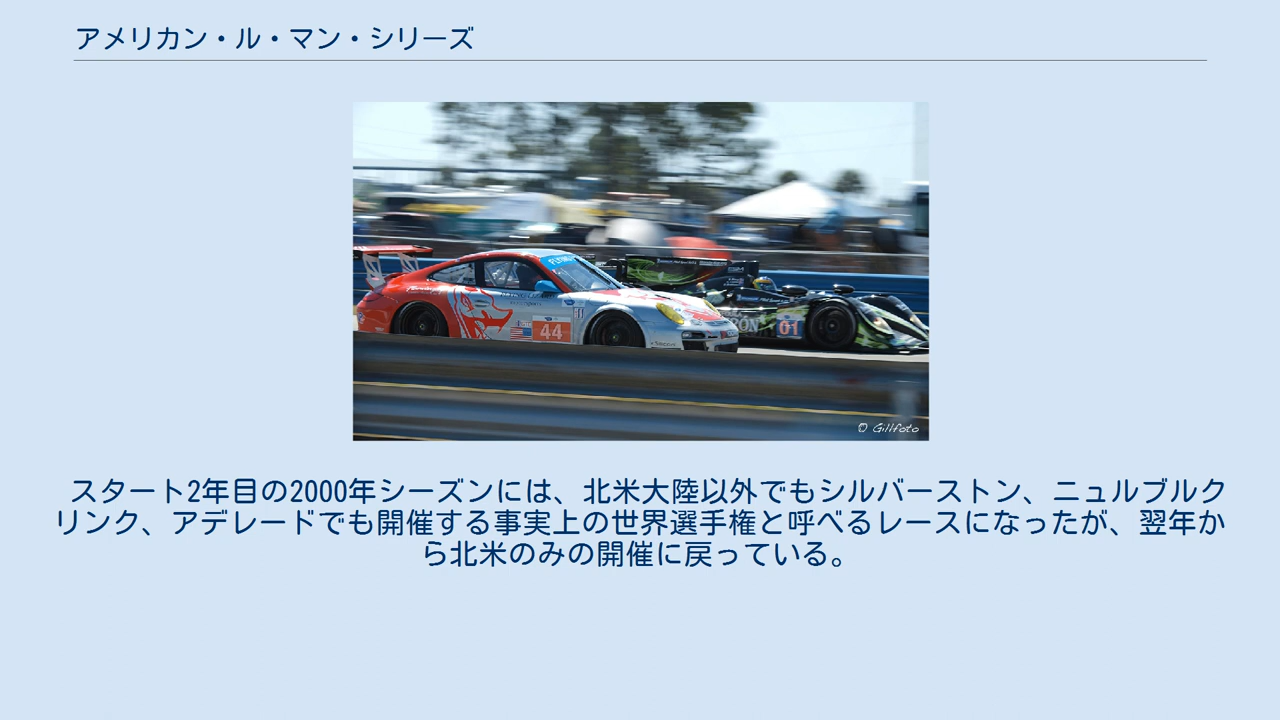 アメリカン・ル・マン・シリーズ
FLYING
44
01
© Gillfoto
スタート2年目の2000年シーズンには、北米大陸以外でもシルバーストン、ニュルブルク
リンク、アデレードでも開催する事実上の世界選手権と呼べるレースになったが、翌年か
ら北米のみの開催に戻っている。